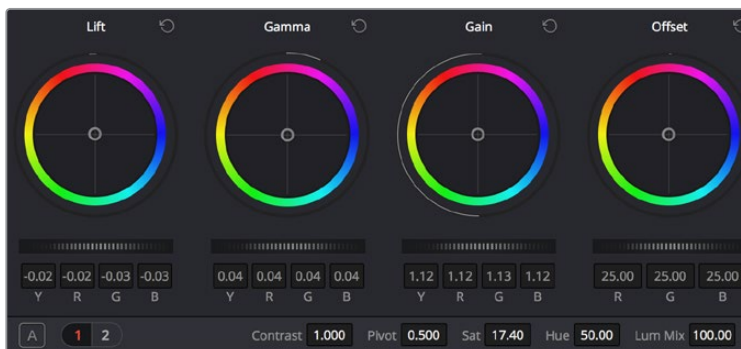 Lift Gamma Gain Offset
-0.02 -0.02 -0.03 -0.03 0.04 0.04 0.04 0.04 1.12 1.12 1.13 1.12 25.00 25.00 25.00
Y R G B Y R G B Y R G B R G B
A 1 2 Contrast 1.000 Pivot 0.500 Sat 17.40 Hue 50.00 Lum Mix 100.00